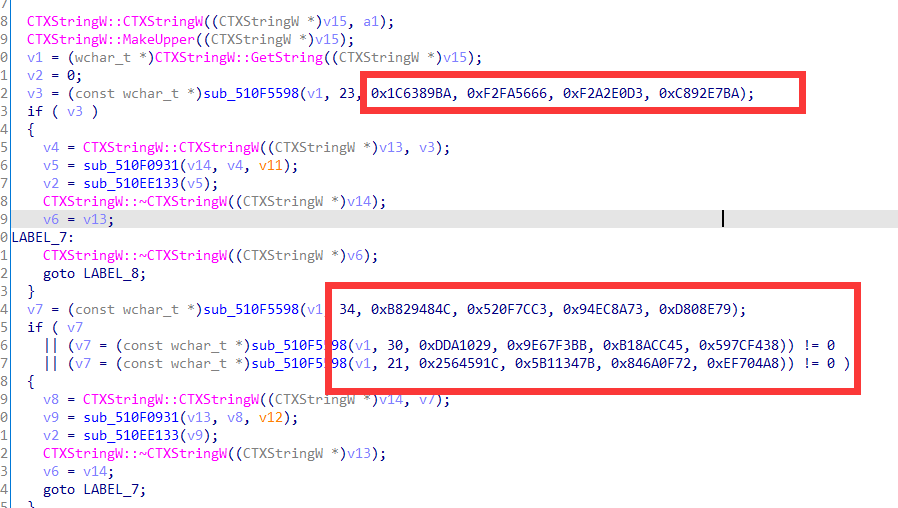 7
8 CTXStringW::CTXStringW((CTXStringW *)v15, a1);
9 CTXStringW::MakeUpper((CTXStringW *)v15);
0 v1 = (wchar_t *)CTXStringW::GetString((CTXStringW *)v15);
1 v2 = 0;
2 v3 = (const wchar_t *)sub_510F5598(v1, 23, 0x1C6389BA, 0xF2FA5666, 0xF2A2E0D3, 0xC892E7BA);
3 if ( v3 )
4 {
5 v4 = CTXStringW::CTXStringW((CTXStringW *)v13, v3);
6 v5 = sub_510F0931(v14, v4, v11);
7 v2 = sub_510EE133(v5);
8 CTXStringW::~CTXStringW((CTXStringW *)v14);
9 v6 = v13;
0 LABEL_7:
1 CTXStringW::~CTXStringW((CTXStringW *)v6);
2 goto LABEL_8;
3 }
4 v7 = (const wchar_t *)sub_510F5598(v1 34, 0xB829484C, 0x520F7CC3, 0x94EC8A73, 0xD808E79);
5 if ( v7
6 || (v7 = (const wchar_t *)sub_510F5598(v1, 30, 0xDDA1029, 0x9E67F3BB, 0xB18ACC45, 0x597CF438)) != 0
7 || (v7 = (const wchar_t *)sub_510F5598(v1, 21, 0x2564591C, 0x5B11347B, 0x846A0F72, 0xEF704A8)) != 0 )
8 {
9 v8 = CTXStringW::CTXStringW((CTXStringW *)v14, v7);
0 v9 = sub_510F0931(v13, v8, v12);
1 v2 = sub_510EE133(v9);
2 CTXStringW::~CTXStringW((CTXStringW *)v13);
3 v6 = v14;
4 goto LABEL_7;
5 }